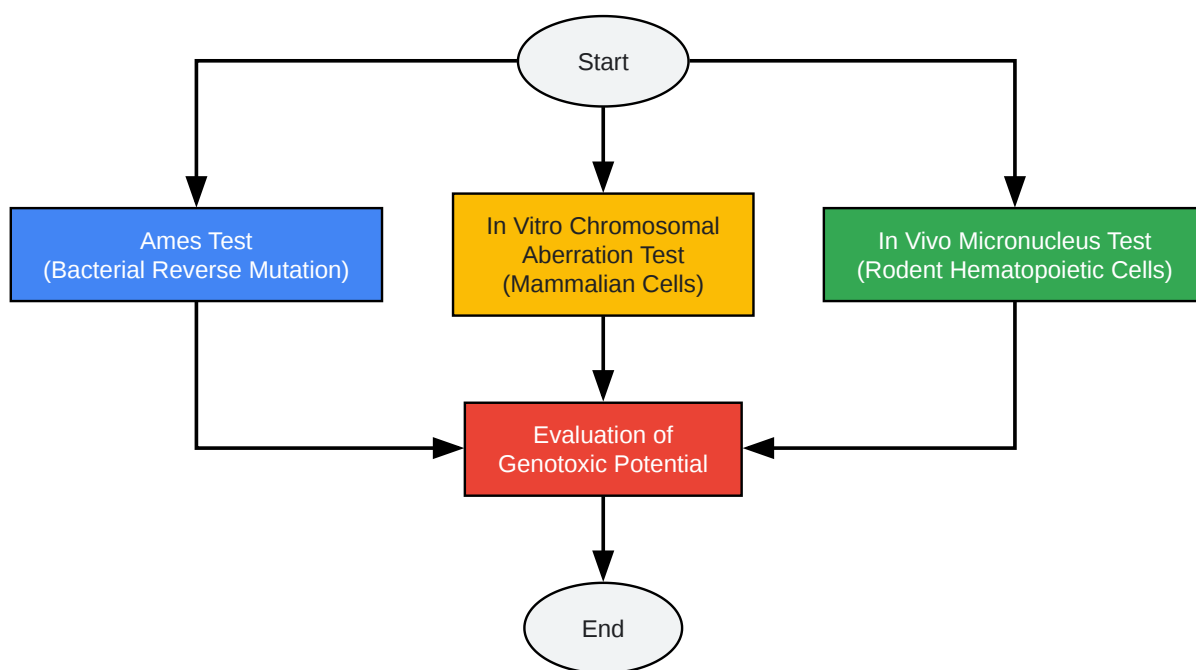 Start
Ames Test
(Bacterial Reverse Mutation)
In Vitro Chromosomal
Aberration Test
(Mammalian Cells)
In Vivo Micronucleus Test
(Rodent Hematopoietic Cells)
Evaluation of
Genotoxic Potential
End